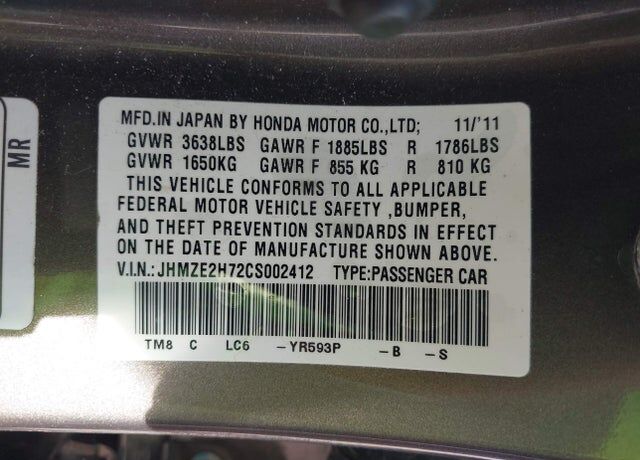 MR
MFD.IN JAPAN BY HONDA MOTOR CO.,LTD; 11/'11
GVWR 3638LBS GAWR F 1885LBS R 1786LBS
GVWR 1650KG GAWR F 855 KG R 810 KG
THIS VEHICLE CONFORMS TO ALL APPLICABLE
FEDERAL MOTOR VEHICLE SAFETY ,BUMPER,
AND THEFT PREVENTION STANDARDS IN EFFECT
ON THE DATE OF MANUFACTURE SHOWN ABOVE.
V.I.N.: JHMZE2H72CS002412 TYPE:PASSENGER CAR
TM8 C LC6 –YR593P –B –S